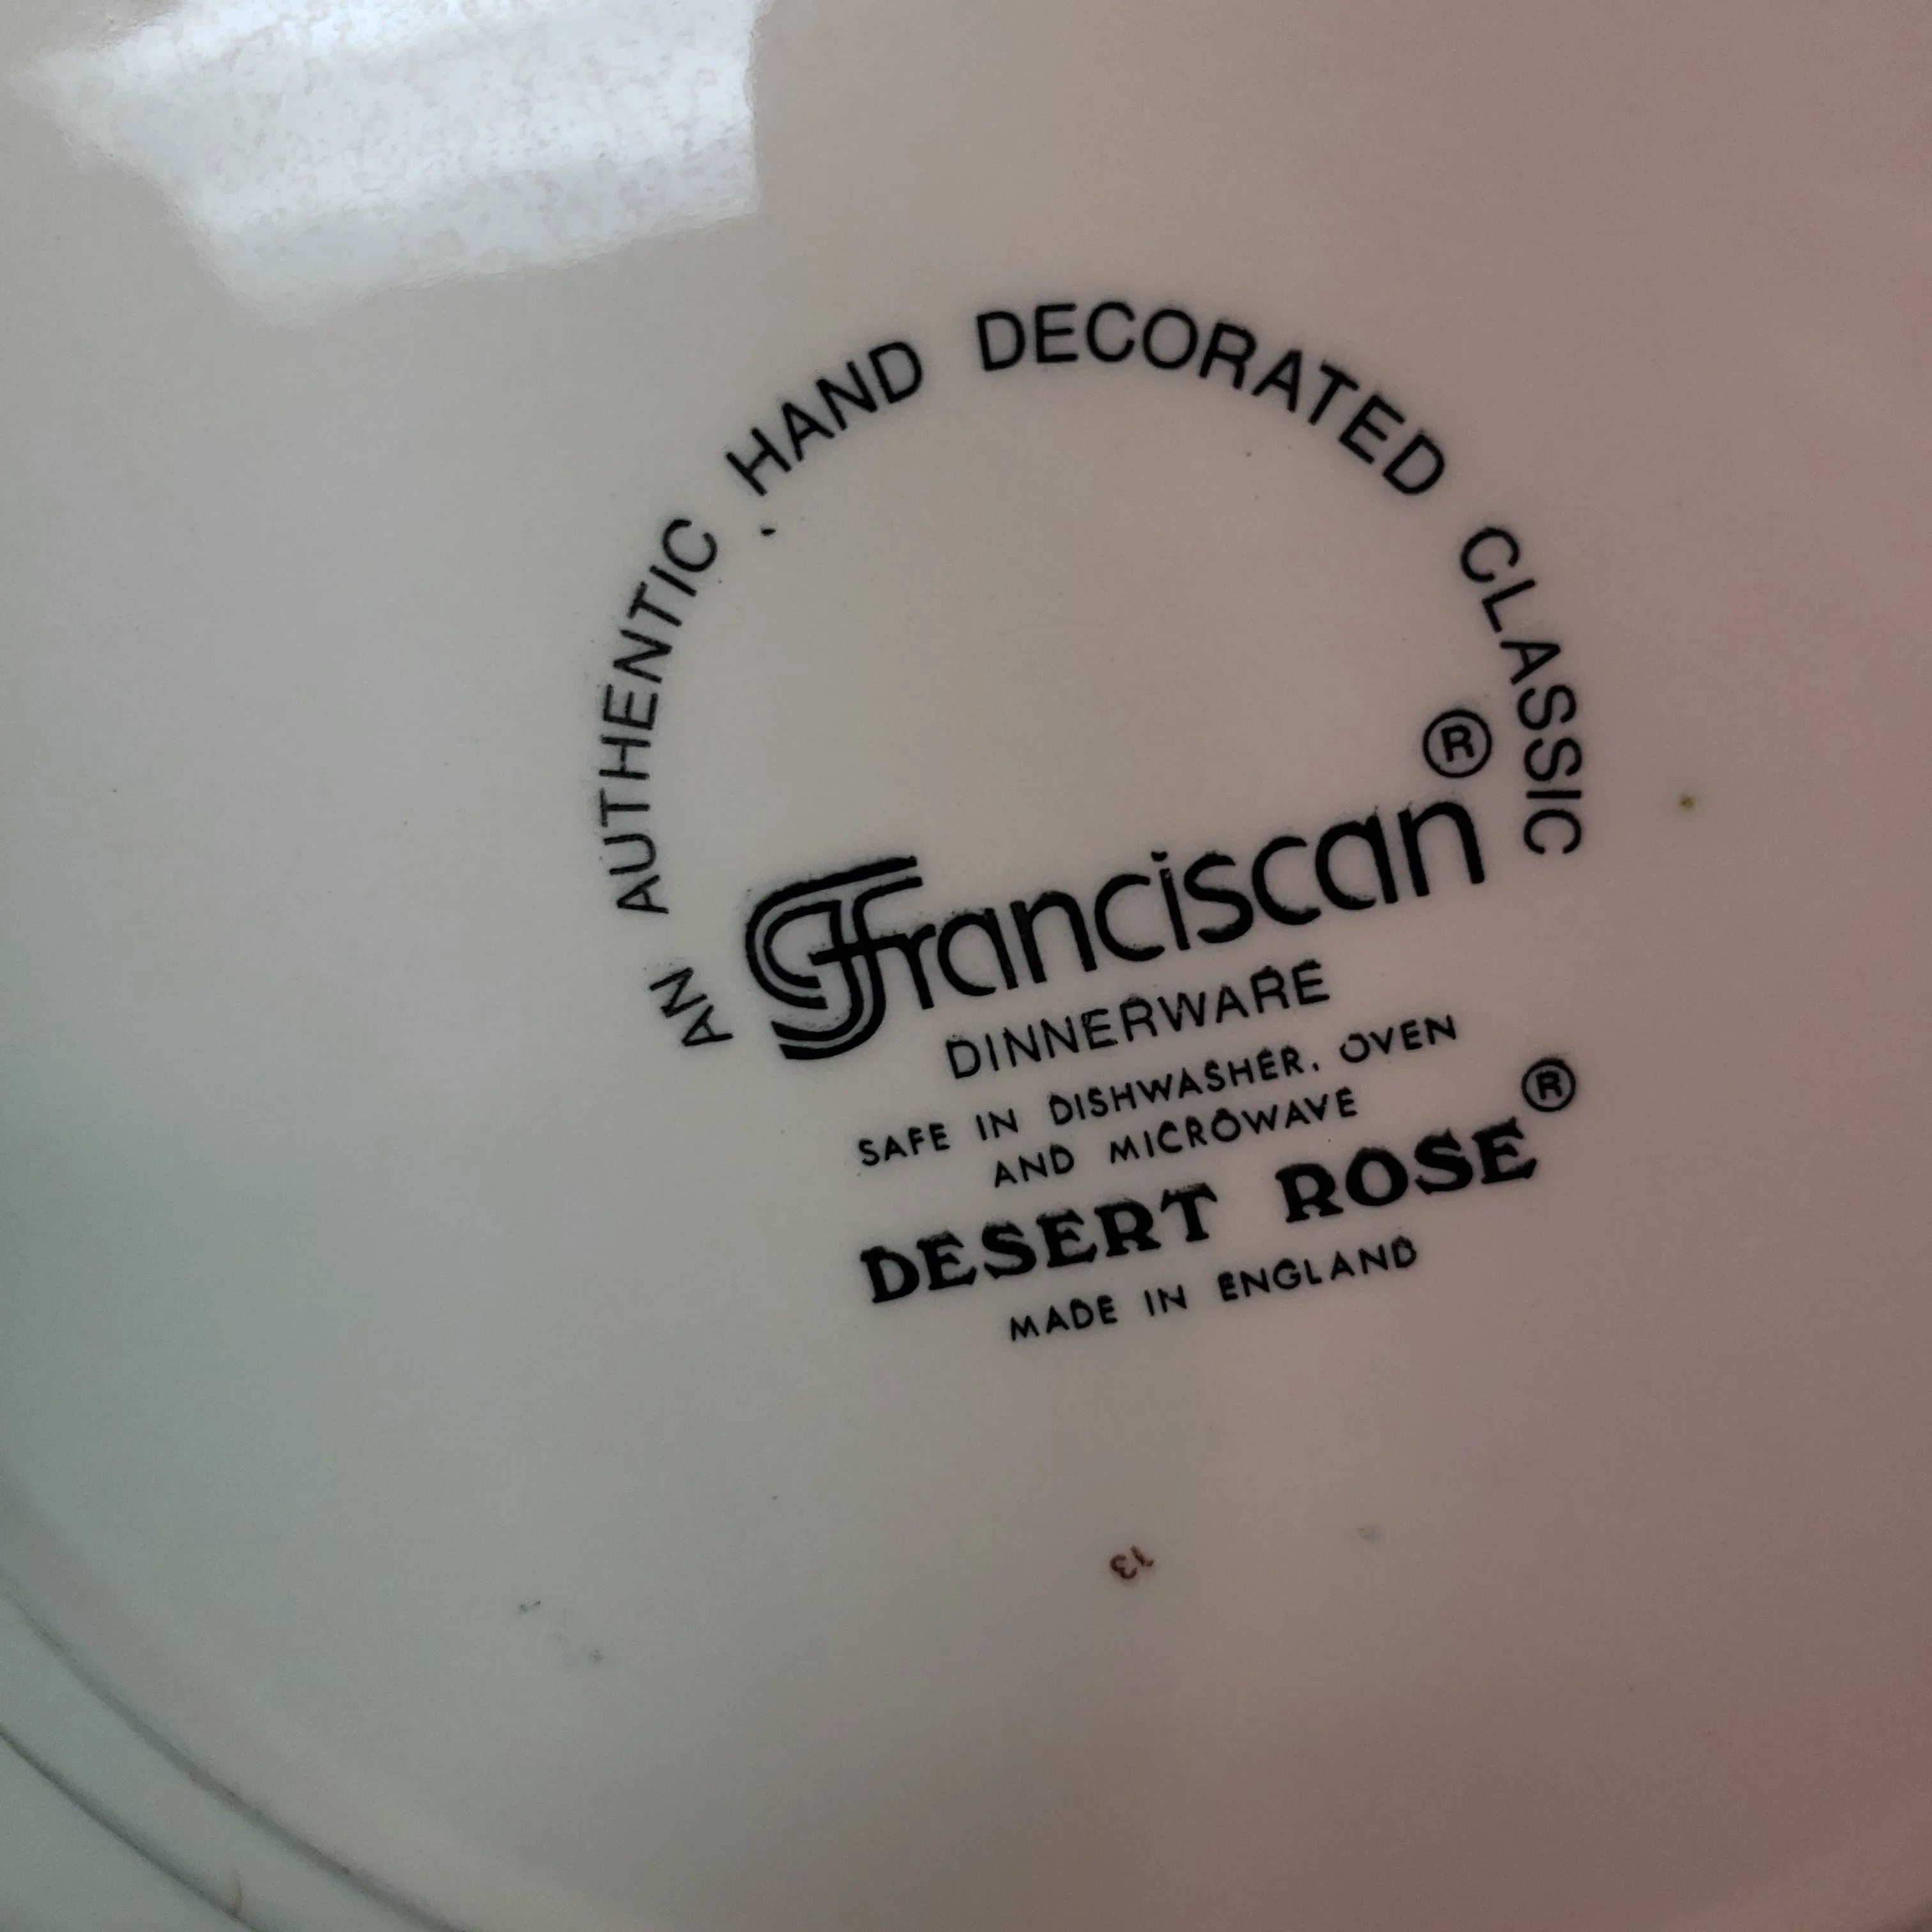 AN AUTHENTIC HAND DECORATED CLASSIC
Franciscan®
DINNERWARE
SAFE IN DISHWASHER, OVEN
AND MICROWAVE
DESERT ROSE®
MADE IN ENGLAND
13